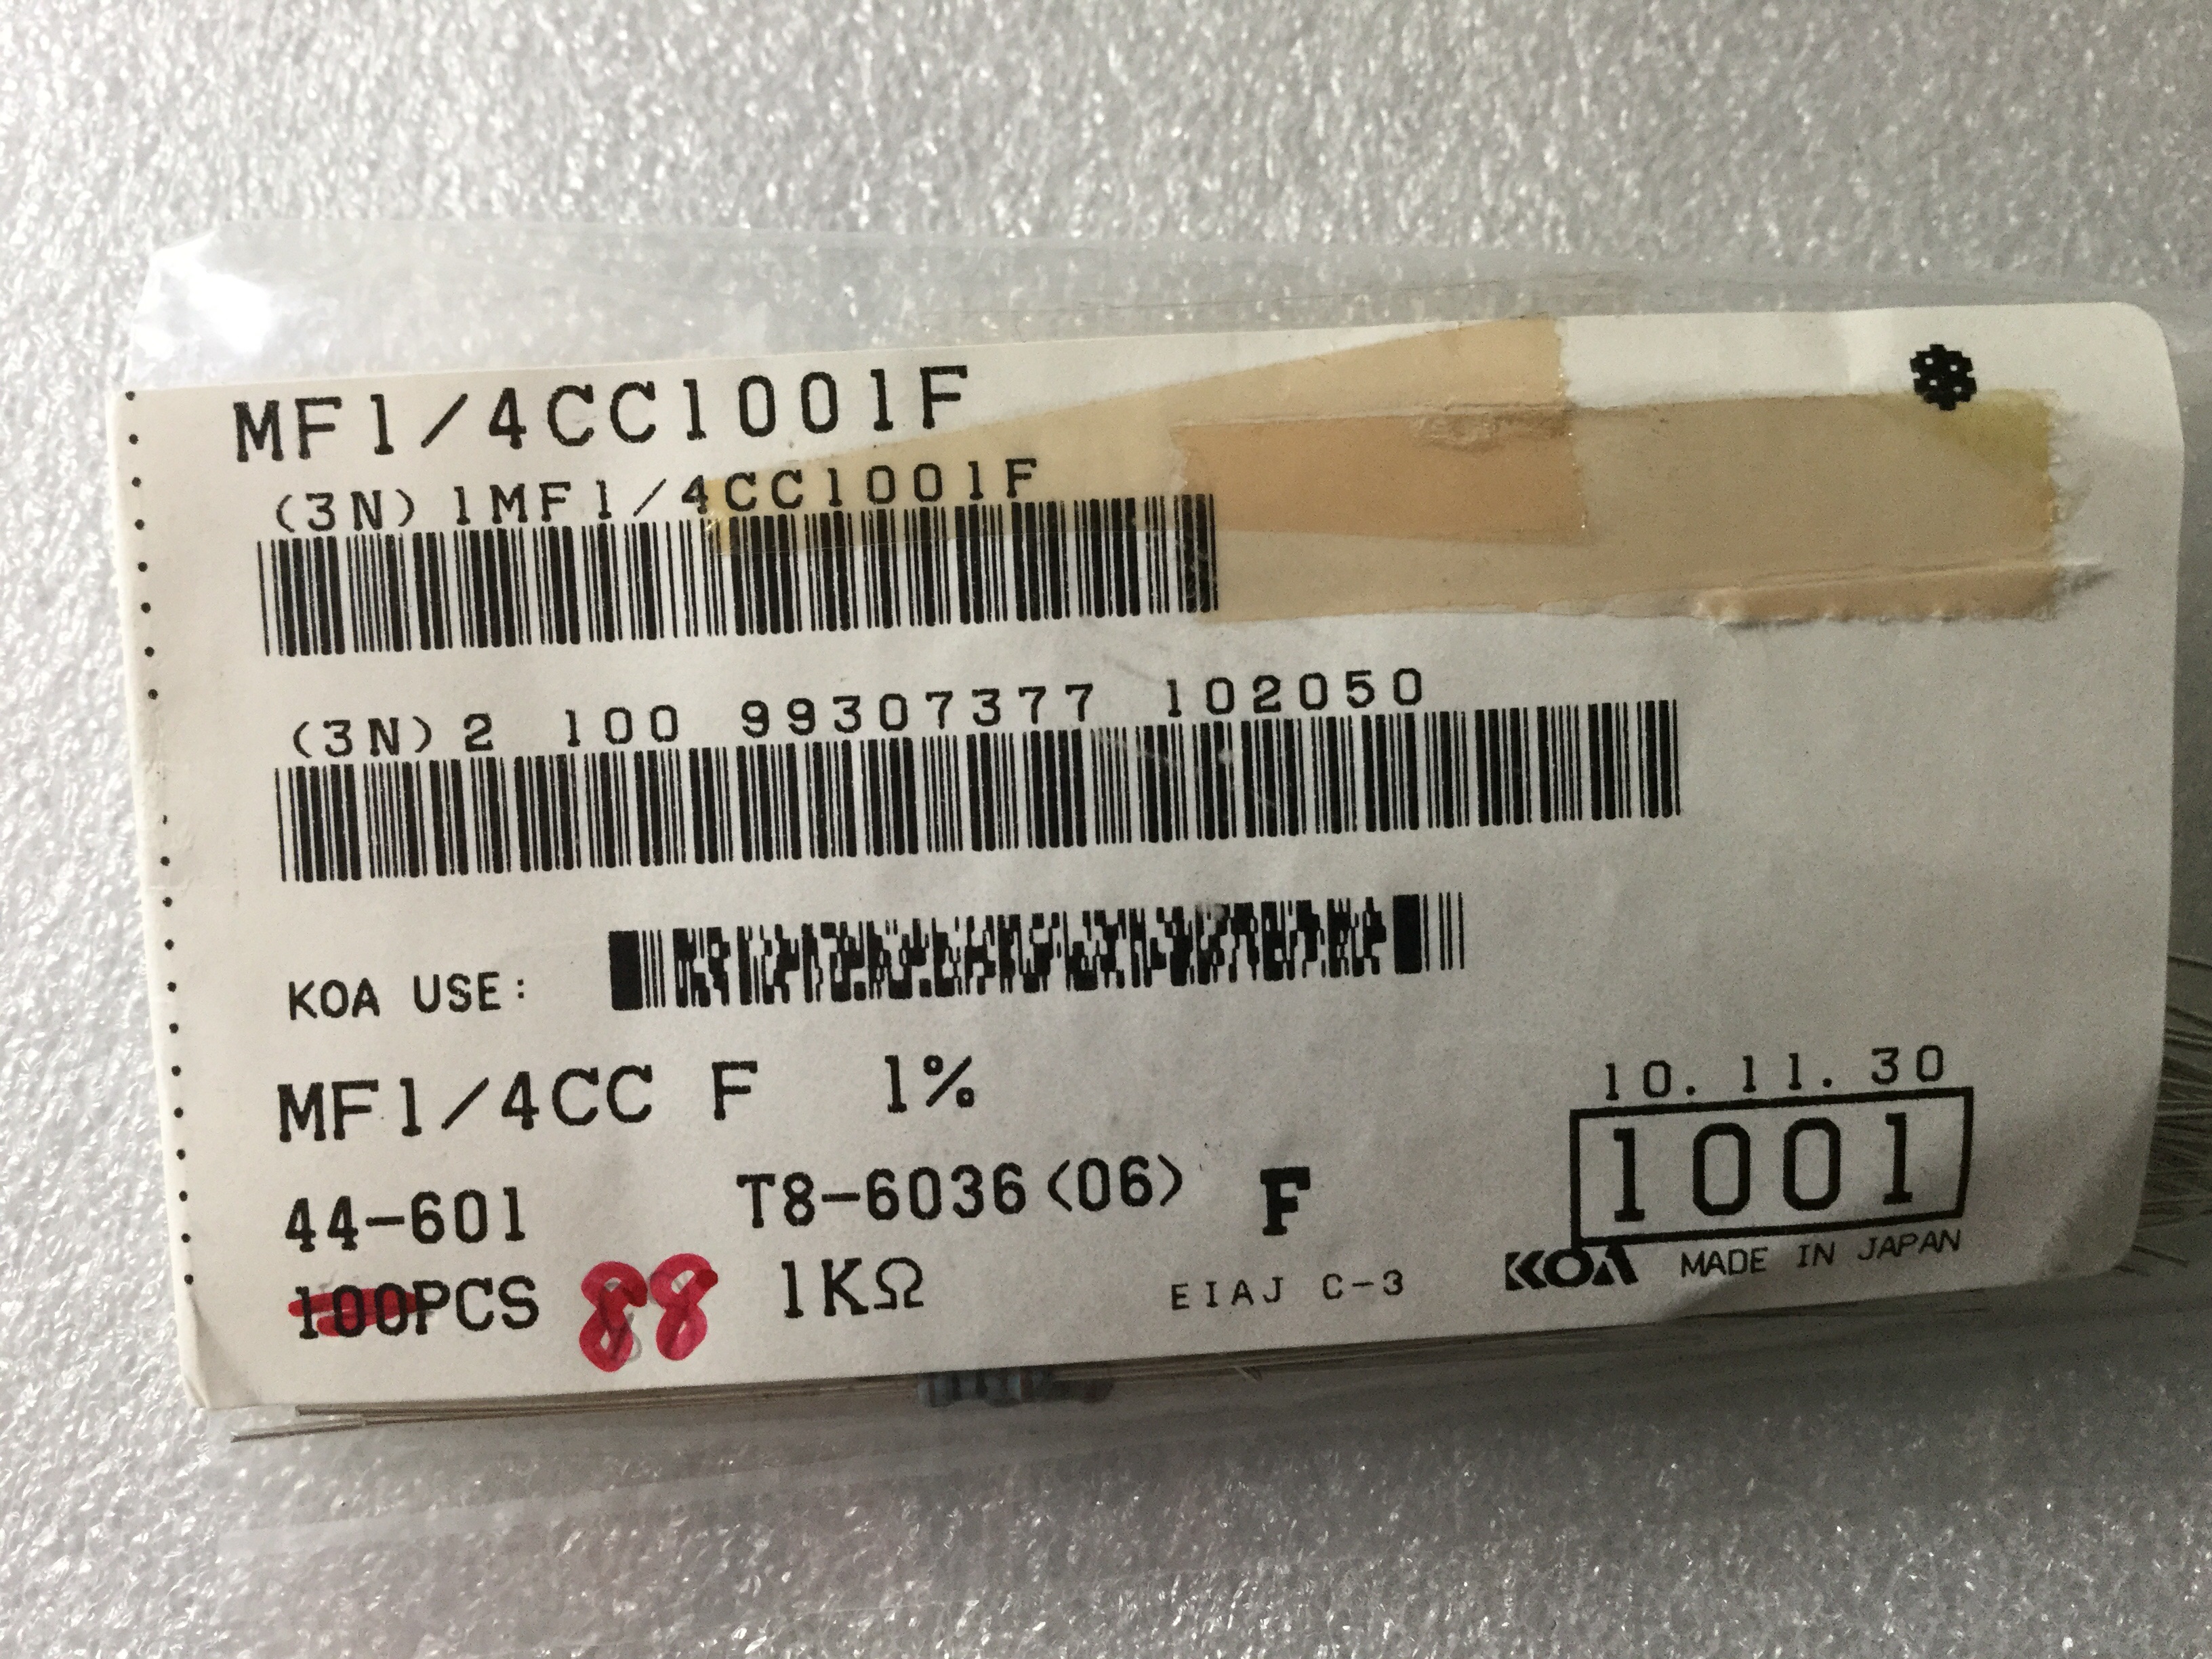 MF1/4CC1001F
(3N)1MF1/4CC1001F
(3N)2 100 99307377 102050
KOA USE:
MF1/4CC F 1%
10.11.30
1001
44-601 T8-6036<06> F
100PCS 88 1KΩ
EIAJ C-3
KOA MADE IN JAPAN